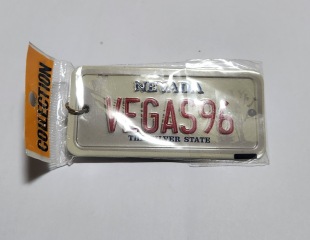 COLLECTION
NEVADA
VEGAS96
THE SILVER STATE